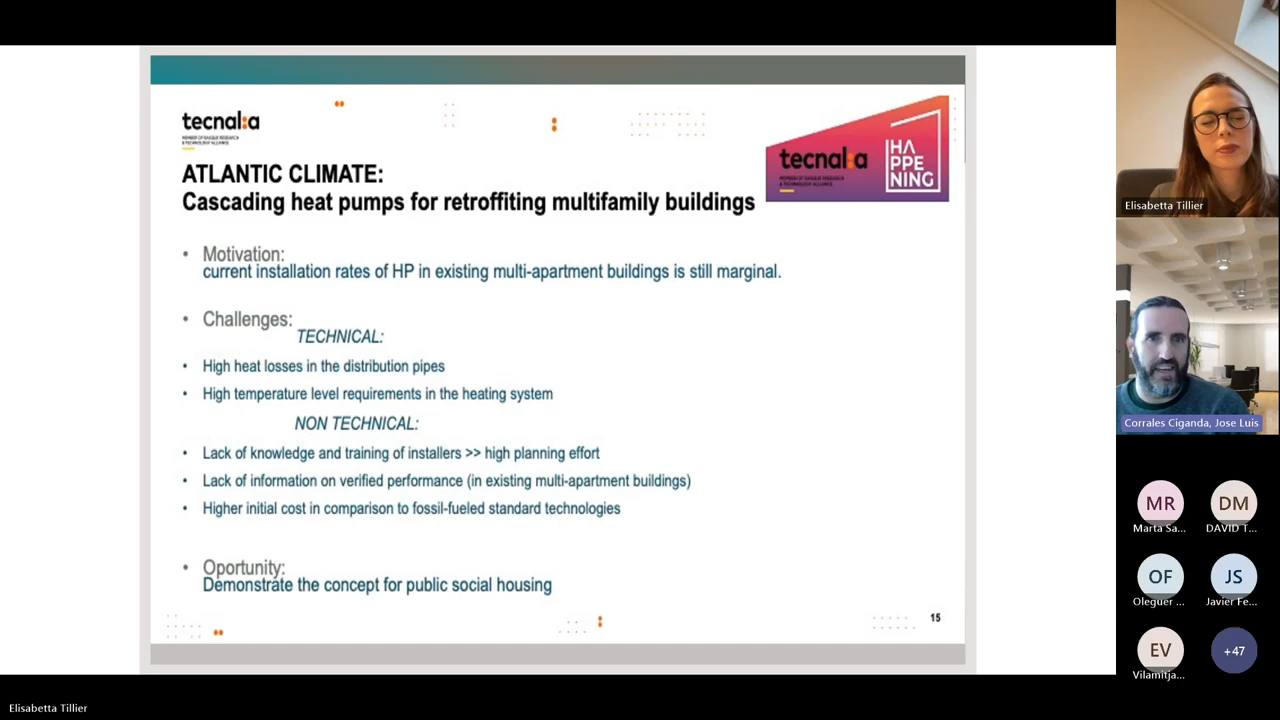 tecnal:a
MEMBER OF BASQUE RESEARCH
& TECHNOLOGY ALLIANCE
tecnal:a
MEMBER OF BASQUE RESEARCH
& TECHNOLOGY ALLIANCE
HA
PPE
NING
ATLANTIC CLIMATE:
Cascading heat pumps for retroffiting multifamily buildings
• Motivation:
current installation rates of HP in existing multi-apartment buildings is still marginal.
• Challenges:
TECHNICAL:
• High heat losses in the distribution pipes
• High temperature level requirements in the heating system
NON TECHNICAL:
• Lack of knowledge and training of installers >> high planning effort
• Lack of information on verified performance (in existing multi-apartment buildings)
• Higher initial cost in comparison to fossil-fueled standard technologies
• Oportunity:
Demonstrate the concept for public social housing
15
Elisabetta Tillier
Corrales Ciganda, Jose Luis
MR
Marta Sa...
DM
DAVID T...
OF
Oleguer ...
JS
Javier Fe...
EV
Vilamitja...
+47
Elisabetta Tillier